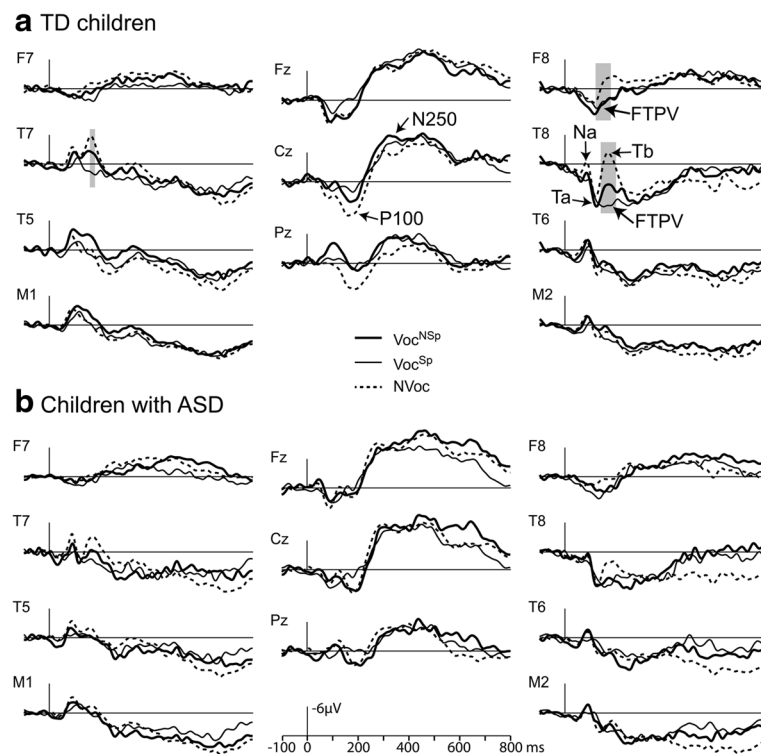 a TD children
F7
Fz
F8
FTPV
T7
Cz
N250
P100
T8
Na
Tb
Ta
FTPV
T5
Pz
T6
M1
M2
Voc^NSp
Voc^Sp
NVoc
b Children with ASD
F7
Fz
F8
T7
Cz
T8
T5
Pz
T6
M1
M2
-6µV
-100 0 200 400 600 800 ms